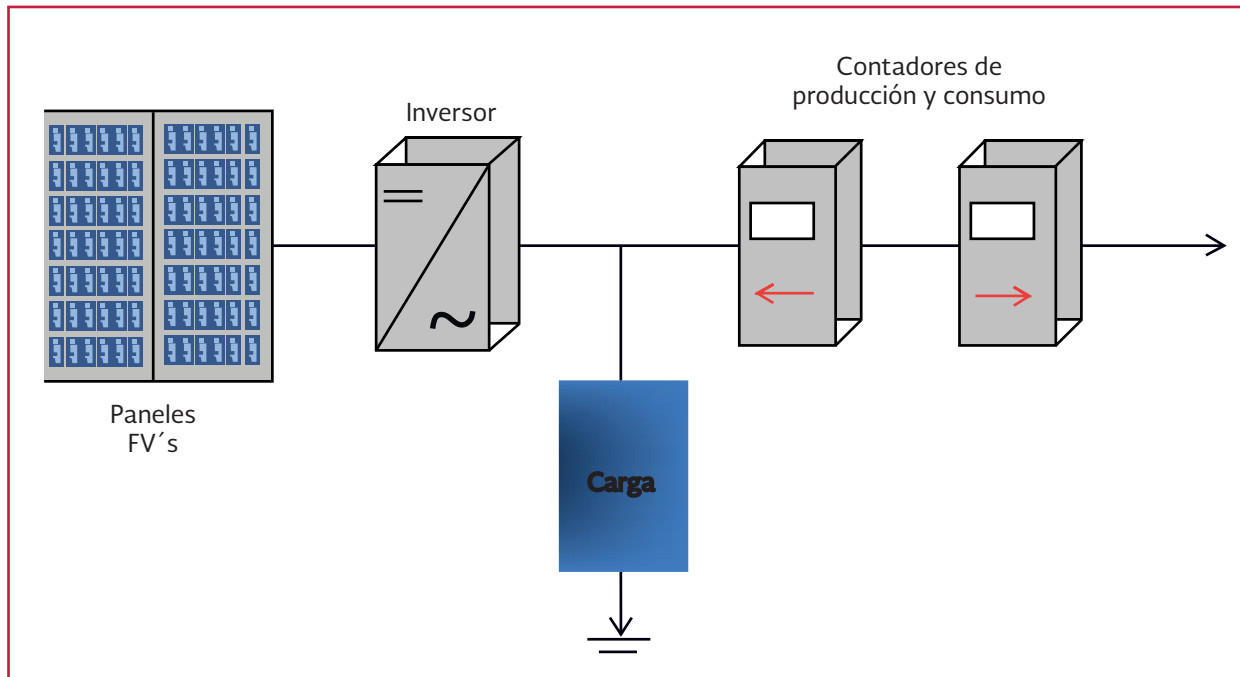 Contadores de
producción y consumo
Inversor
Paneles
FV´s
Carga